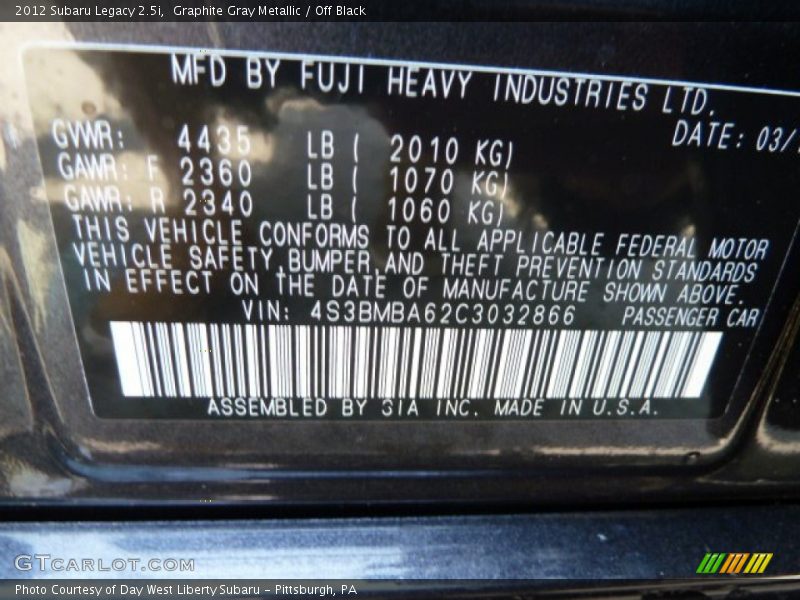 2012 Subaru Legacy 2.5i, Graphite Gray Metallic / Off Black
MFD BY FUJI HEAVY INDUSTRIES LTD.
DATE: 03/
GVWR: 4435 LB ( 2010 KG)
GAWR: F 2360 LB ( 1070 KG)
GAWR: R 2340 LB ( 1060 KG)
THIS VEHICLE CONFORMS TO ALL APPLICABLE FEDERAL MOTOR
VEHICLE SAFETY, BUMPER, AND THEFT PREVENTION STANDARDS
IN EFFECT ON THE DATE OF MANUFACTURE SHOWN ABOVE.
VIN: 4S3BMBA62C3032866 PASSENGER CAR
ASSEMBLED BY SIA INC. MADE IN U.S.A.
GTCARLOT.COM
Photo Courtesy of Day West Liberty Subaru – Pittsburgh, PA